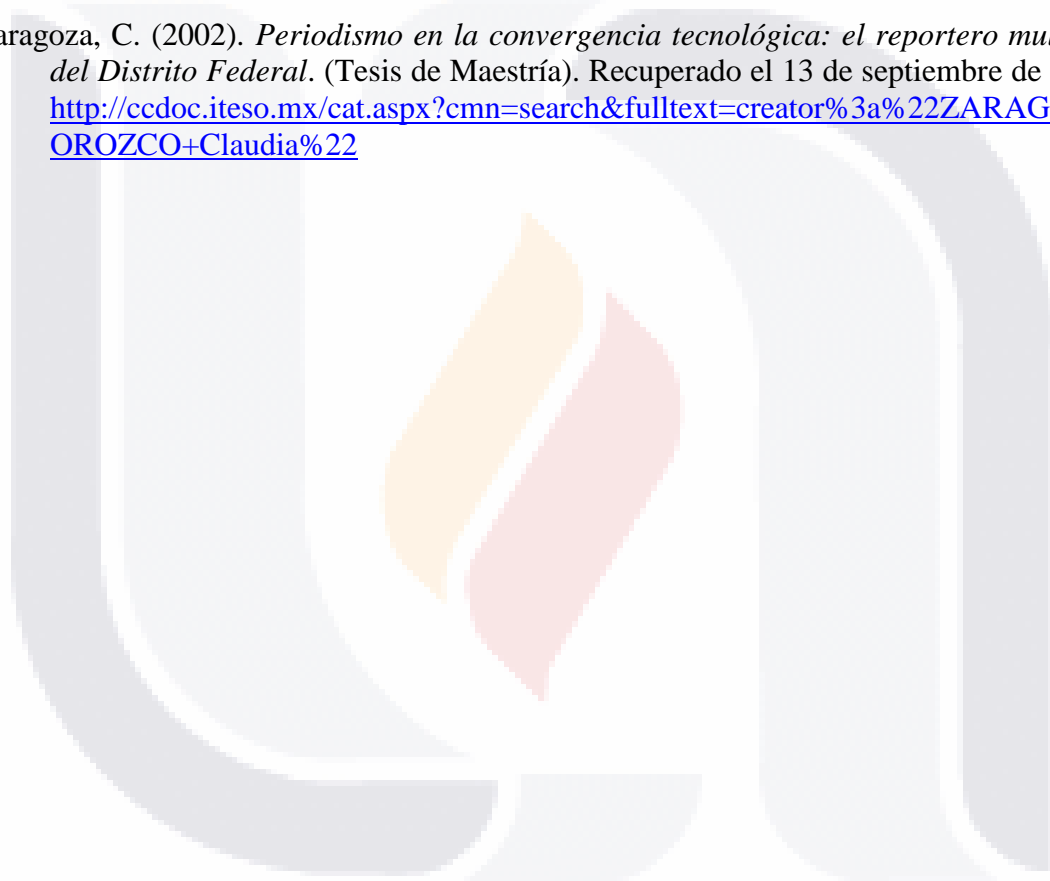 aragoza, C. (2002). Periodismo en la convergencia tecnológica: el reportero mul
del Distrito Federal. (Tesis de Maestría). Recuperado el 13 de septiembre de
http://ccdoc.iteso.mx/cat.aspx?cmn=search&fulltext=creator%3a%22ZARAG
OROZCO+Claudia%22